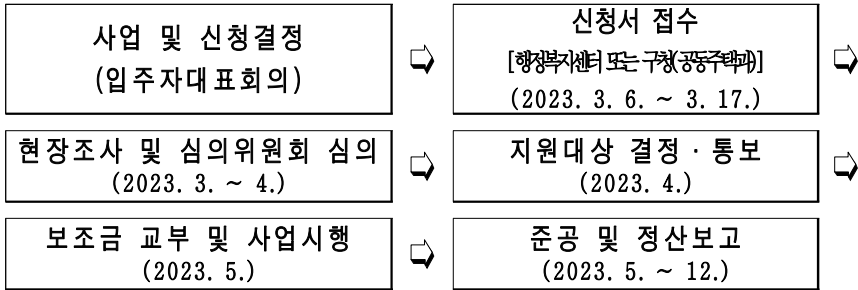 사업 및 신청결정
(입주자대표회의)
신청서 접수
[행정복지센터 또는 구청(공동주택과)]
(2023. 3. 6. ~ 3. 17.)
현장조사 및 심의위원회 심의
(2023. 3. ~ 4.)
지원대상 결정·통보
(2023. 4.)
보조금 교부 및 사업시행
(2023. 5.)
준공 및 정산보고
(2023. 5. ~ 12.)